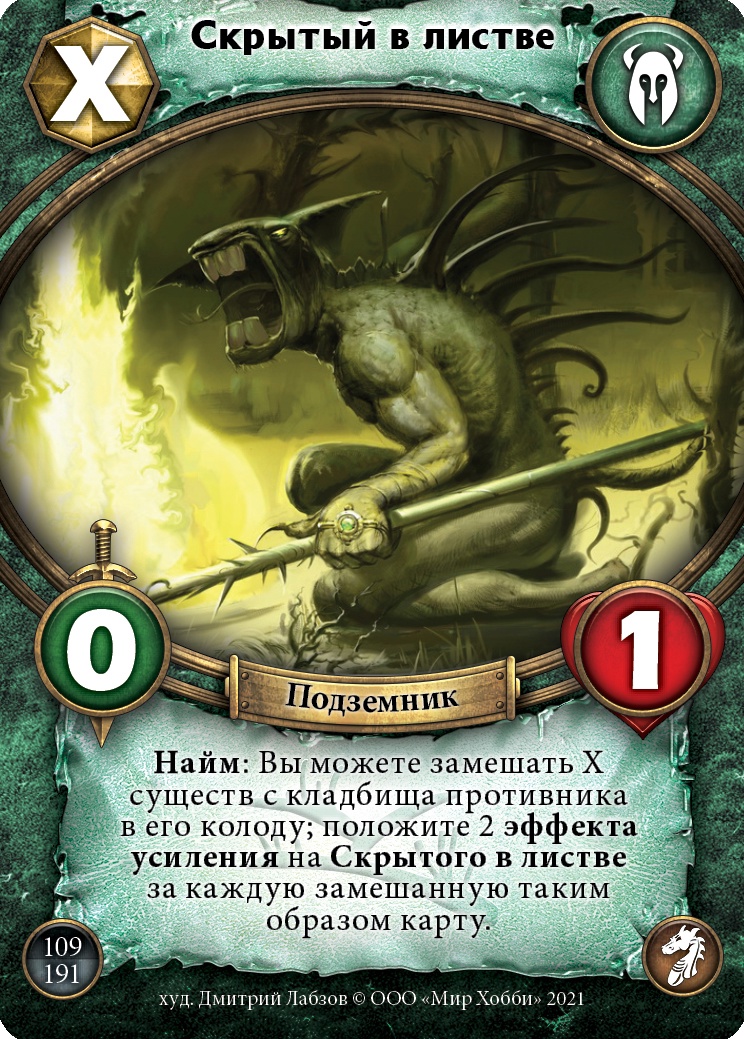 Скрытый в листве
X
0
1
Подземник
Найм: Вы можете замешать X
существ с кладбища противника
в его колоду; положите 2 эффекта
усиления на Скрытого в листве
за каждую замешанную таким
образом карту.
109
191
худ. Дмитрий Лабзов © ООО «Мир Хобби» 2021